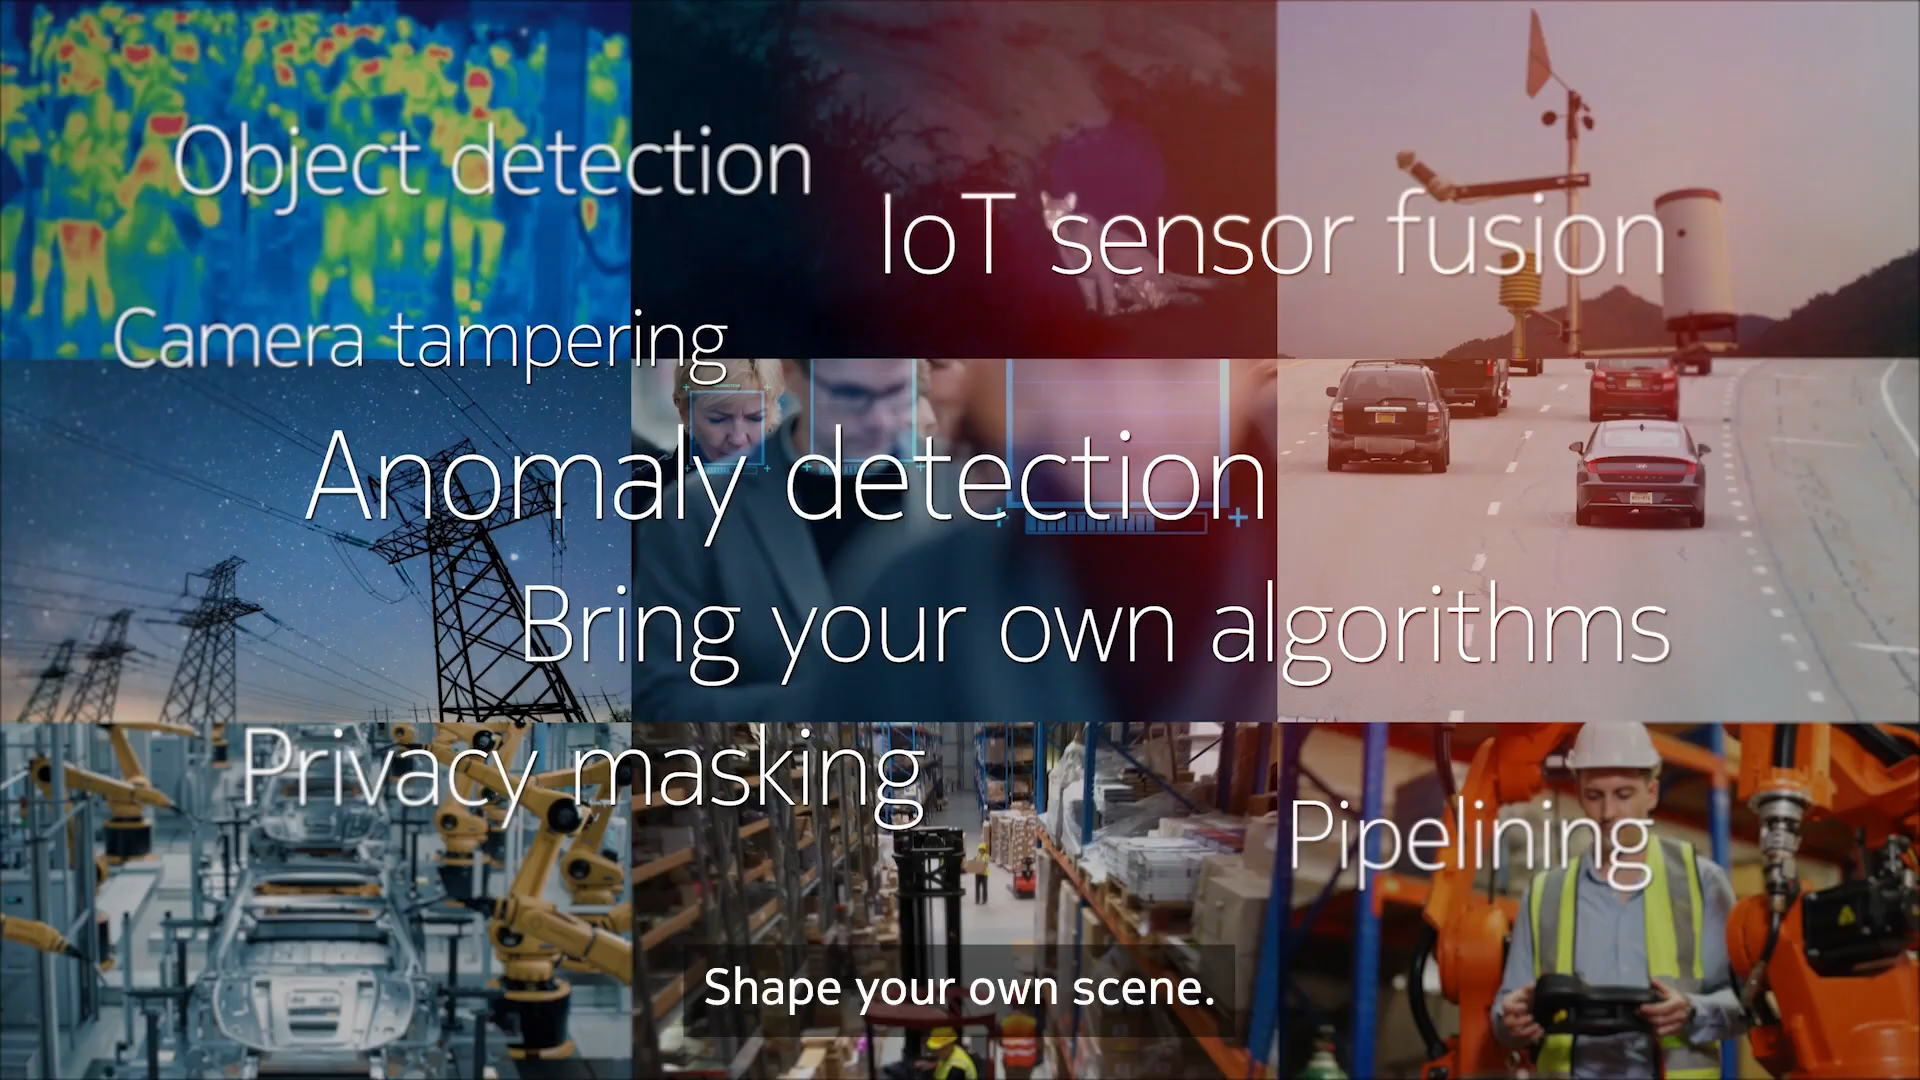 Object detection
IoT sensor fusion
Camera tampering
Anomaly detection
Bring your own algorithms
Privacy masking
Pipelining
Shape your own scene.